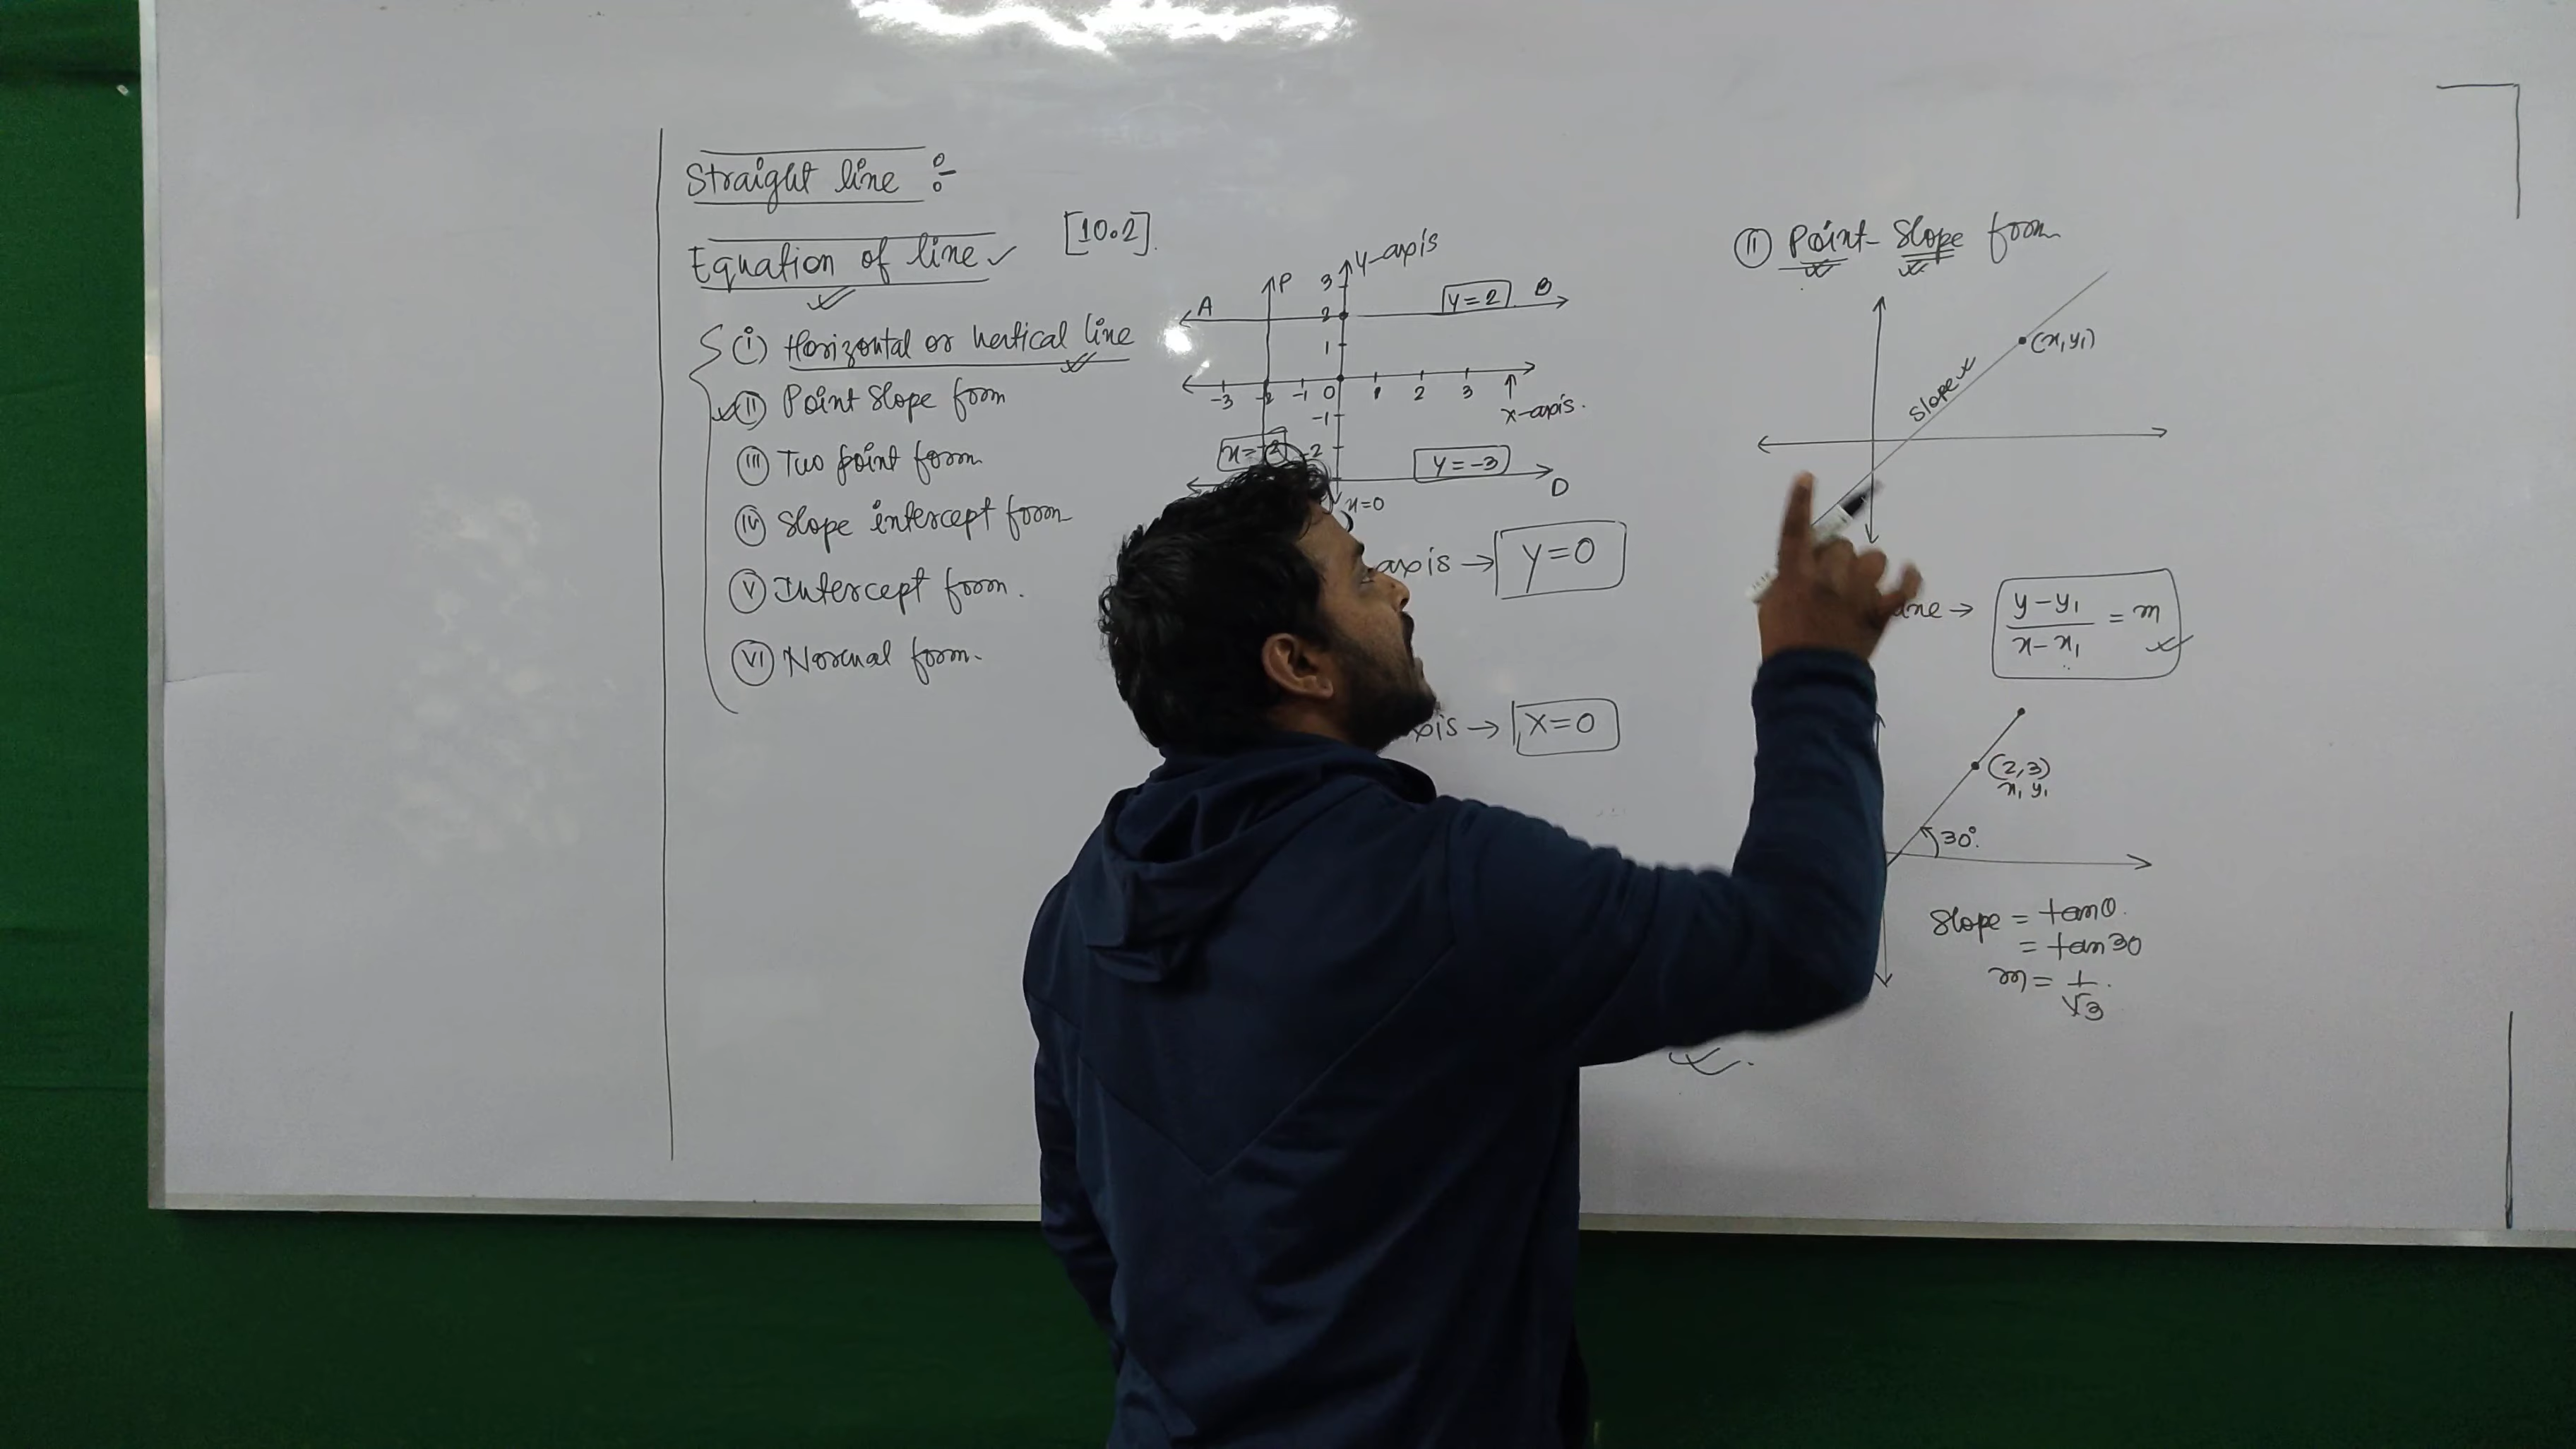 Straight line :-
Equation of line
[10.2].
(i) Horizontal or vertical line
(II) Point slope form
(III) Two point form
(IV) Slope intercept form
(V) Intercept form.
(VI) Normal form.
y-axis
P
3
A
y=2
B
2
1
-3 -2 -1 0 1 2 3
x-axis.
-1
-2
y=-3
D
x=0
axis → y=0
axis → x=0
(II) Point-Slope form
(x₁ y₁)
Slope
y-y₁ / x-x₁ = m
(2,3)
x₁ y₁
30°.
Slope = tanθ.
= tan30
m = 1/√3.